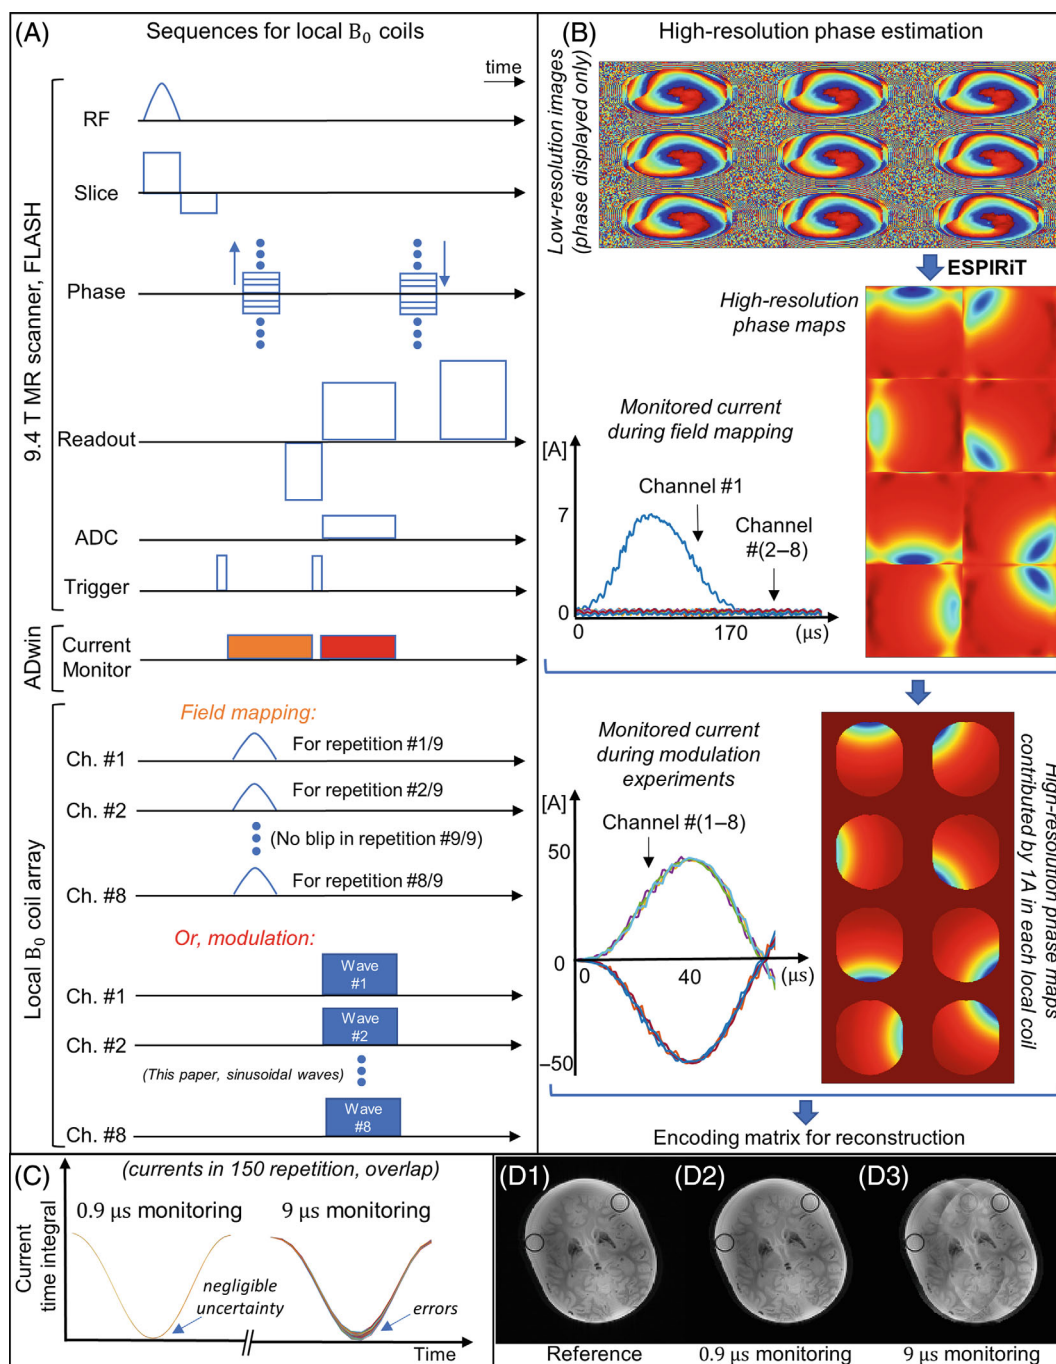 (A)
Sequences for local B₀ coils
time
9.4 T MR scanner, FLASH
RF
Slice
Phase
Readout
ADC
Trigger
ADwin
Current
Monitor
Local B₀ coil array
Field mapping:
Ch. #1
For repetition #1/9
Ch. #2
For repetition #2/9
(No blip in repetition #9/9)
Ch. #8
For repetition #8/9
Or, modulation:
Ch. #1
Wave
#1
Ch. #2
Wave
#2
(This paper, sinusoidal waves)
Ch. #8
Wave
#8
(B)
High-resolution phase estimation
Low-resolution images
(phase displayed only)
ESPIRiT
High-resolution
phase maps
Monitored current
during field mapping
[A]
7
0
Channel #1
Channel
#(2–8)
0
170
(μs)
Monitored current
during modulation
experiments
[A]
50
0
−50
Channel #(1–8)
0
40
(μs)
High-resolution phase maps
contributed by 1A in each local coil
Encoding matrix for reconstruction
(C)
(currents in 150 repetition, overlap)
Current
time integral
0.9 μs monitoring
9 μs monitoring
negligible
uncertainty
errors
Time
(D1)
(D2)
(D3)
Reference
0.9 μs monitoring
9 μs monitoring